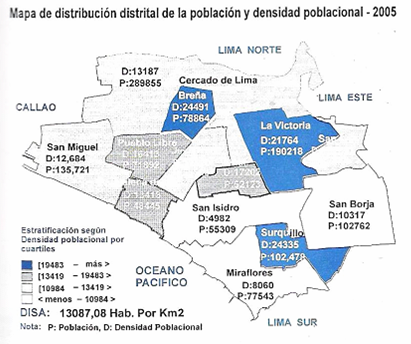 Mapa de distribución distrital de la población y densidad poblacional - 2005
LIMA NORTE
D:13187
P:289855
Cercado de Lima
CALLAO
Breña
D:24491
P:78864
LIMA ESTE
La Victoria
D:21764
P:190218
San Miguel
D:12,684
P:135,721
Pueblo Libre
San Isidro
D:4982
P:55309
San Borja
D:10317
P:102762
Surquillo
D:24335
P:102,478
Miraflores
D:8060
P:77543
OCEANO
PACIFICO
LIMA SUR
Estratificación según
Densidad poblacional por
cuartiles
[19483 – más >
[13419 – 19483 >
[10984 – 13419 >
< menos – 10984 >
DISA: 13087,08 Hab. Por Km2
Nota: P: Población, D: Densidad Poblacional